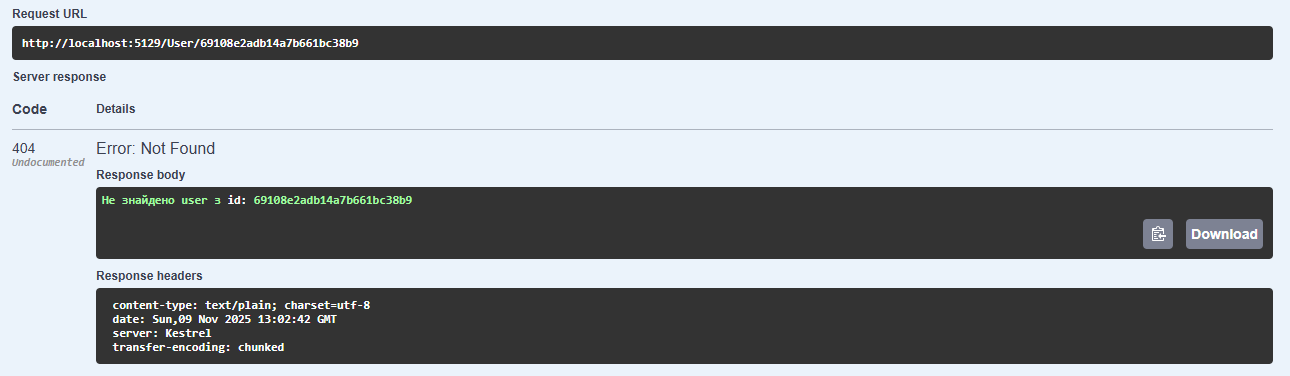 Request URL
http://localhost:5129/User/69108e2adb14a7b661bc38b9
Server response
Code Details
404 Error: Not Found
Undocumented
Response body
Не знайдено user з id: 69108e2adb14a7b661bc38b9
Download
Response headers
content-type: text/plain; charset=utf-8
date: Sun,09 Nov 2025 13:02:42 GMT
server: Kestrel
transfer-encoding: chunked